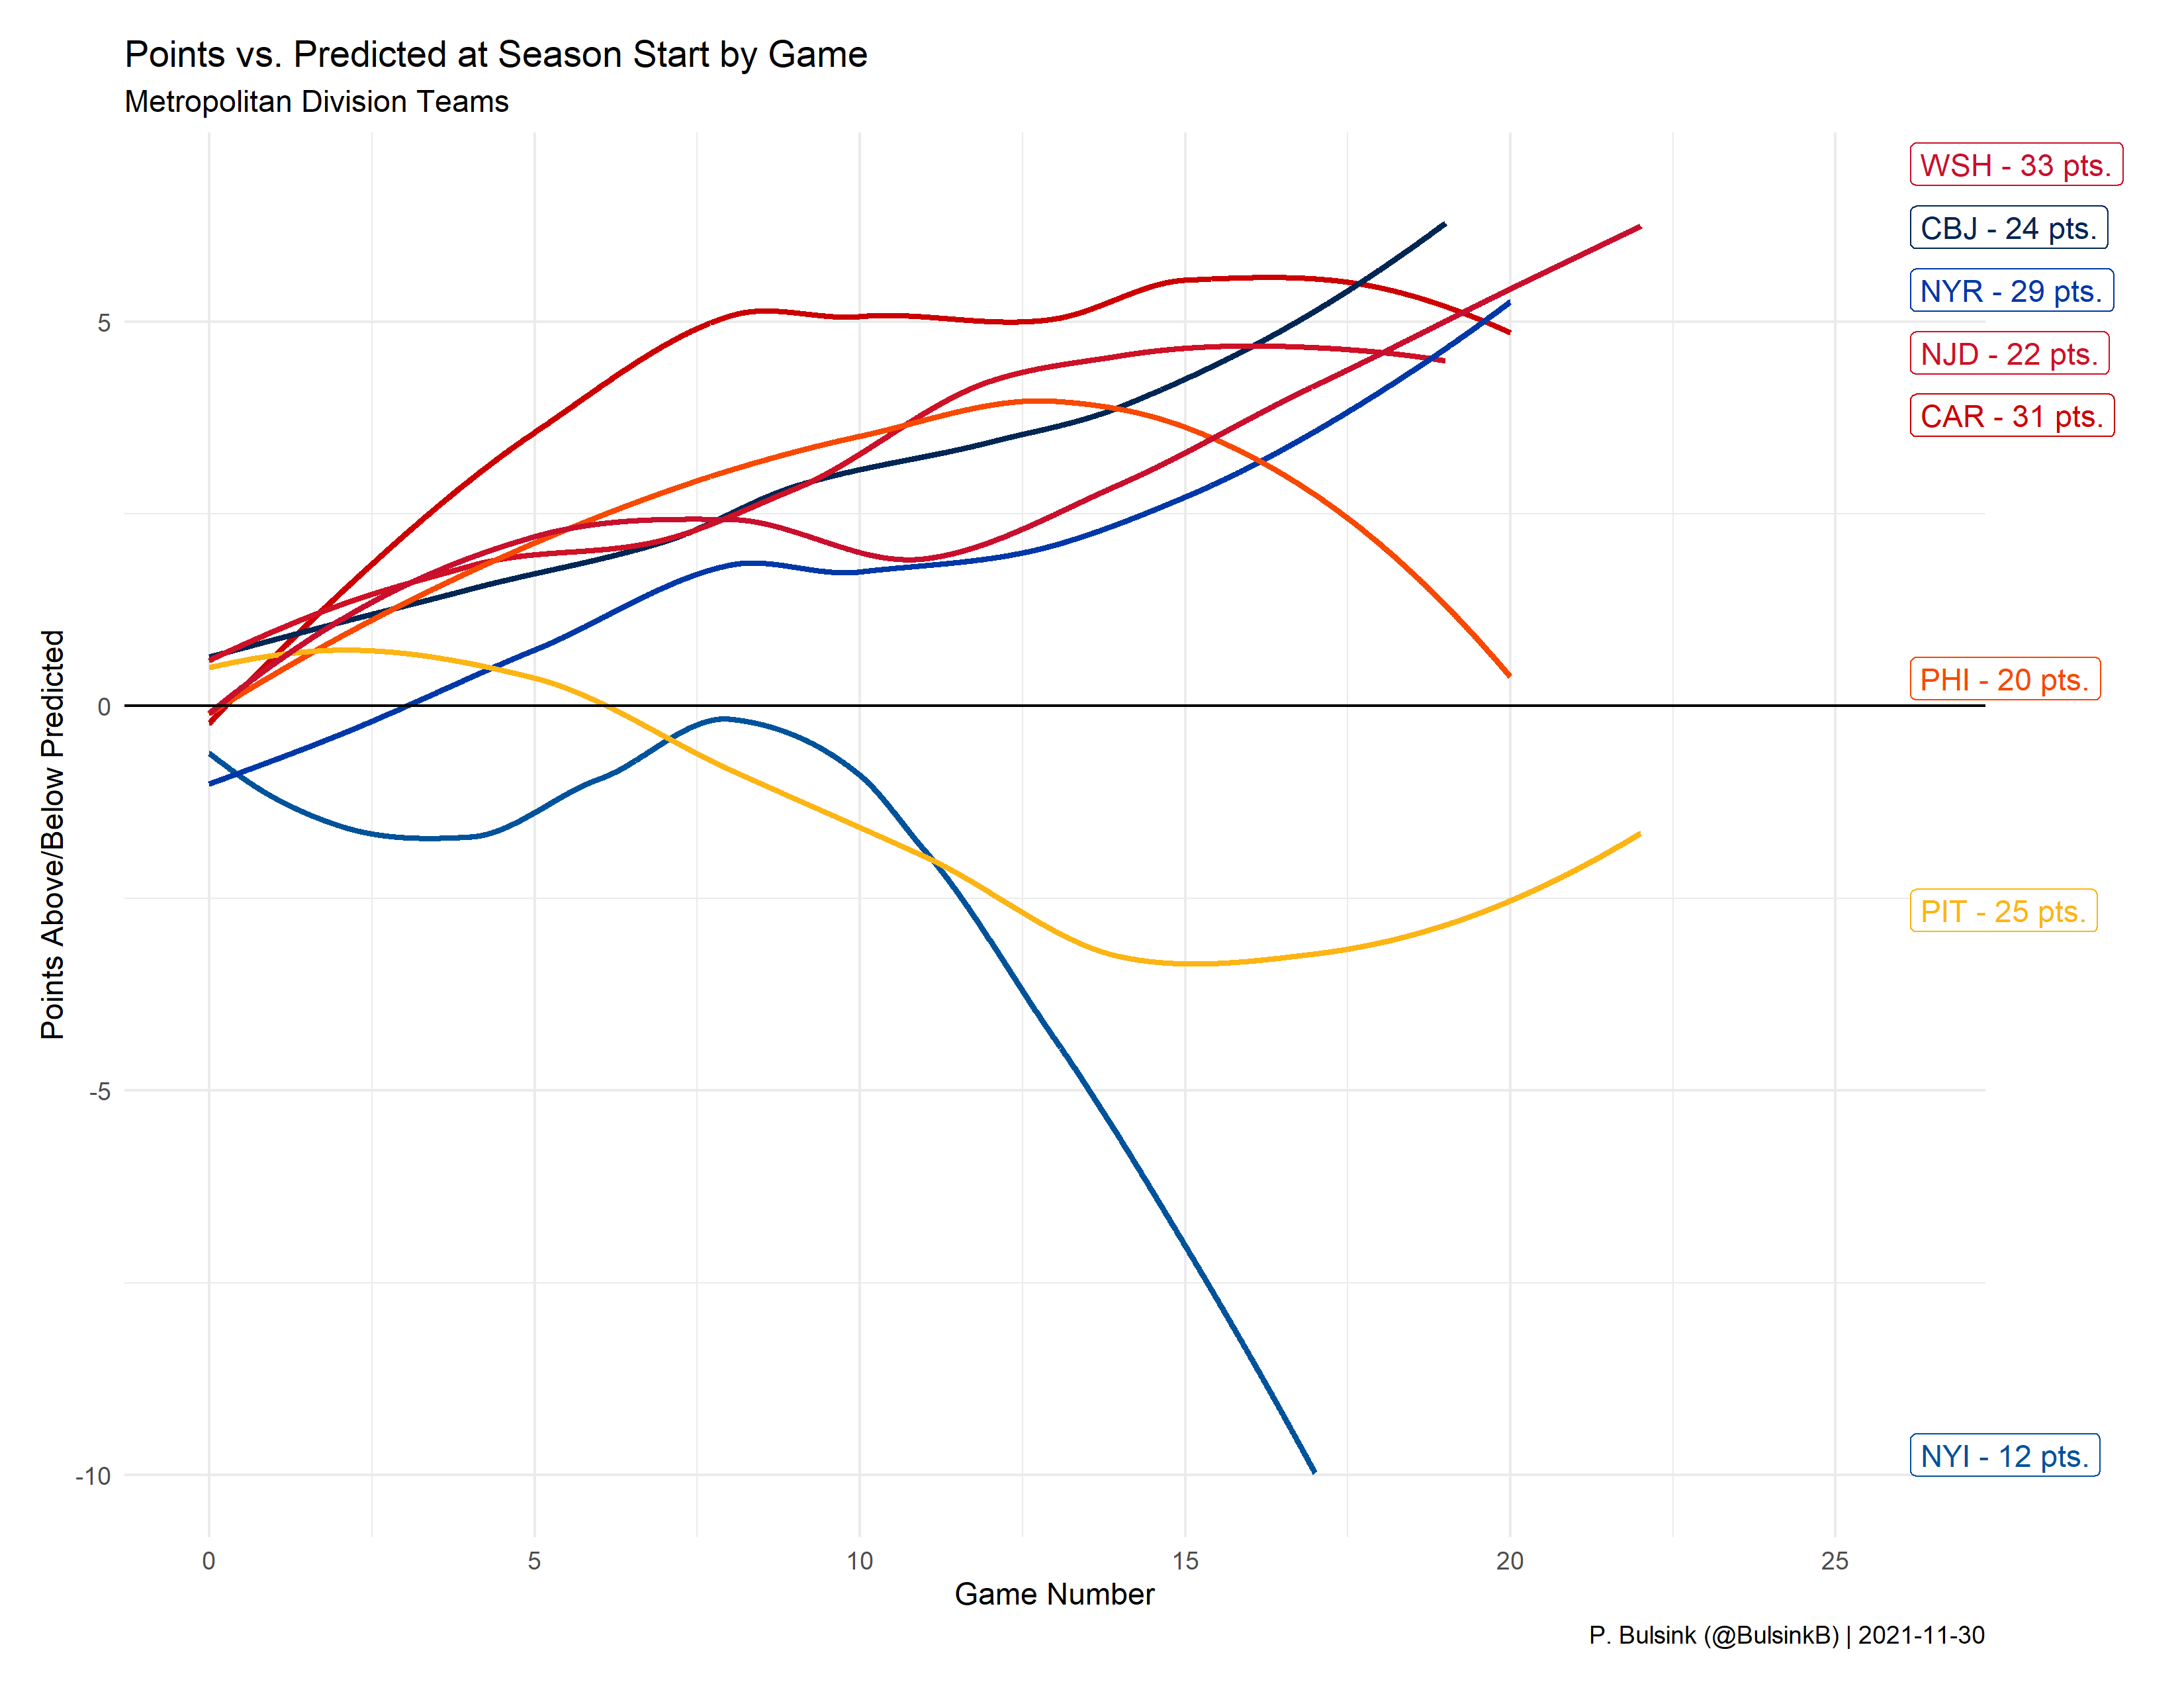 Points vs. Predicted at Season Start by Game
Metropolitan Division Teams
WSH - 33 pts.
CBJ - 24 pts.
NYR - 29 pts.
NJD - 22 pts.
CAR - 31 pts.
PHI - 20 pts.
PIT - 25 pts.
NYI - 12 pts.
Points Above/Below Predicted
5
0
-5
-10
0 5 10 15 20 25
Game Number
P. Bulsink (@BulsinkB) | 2021-11-30